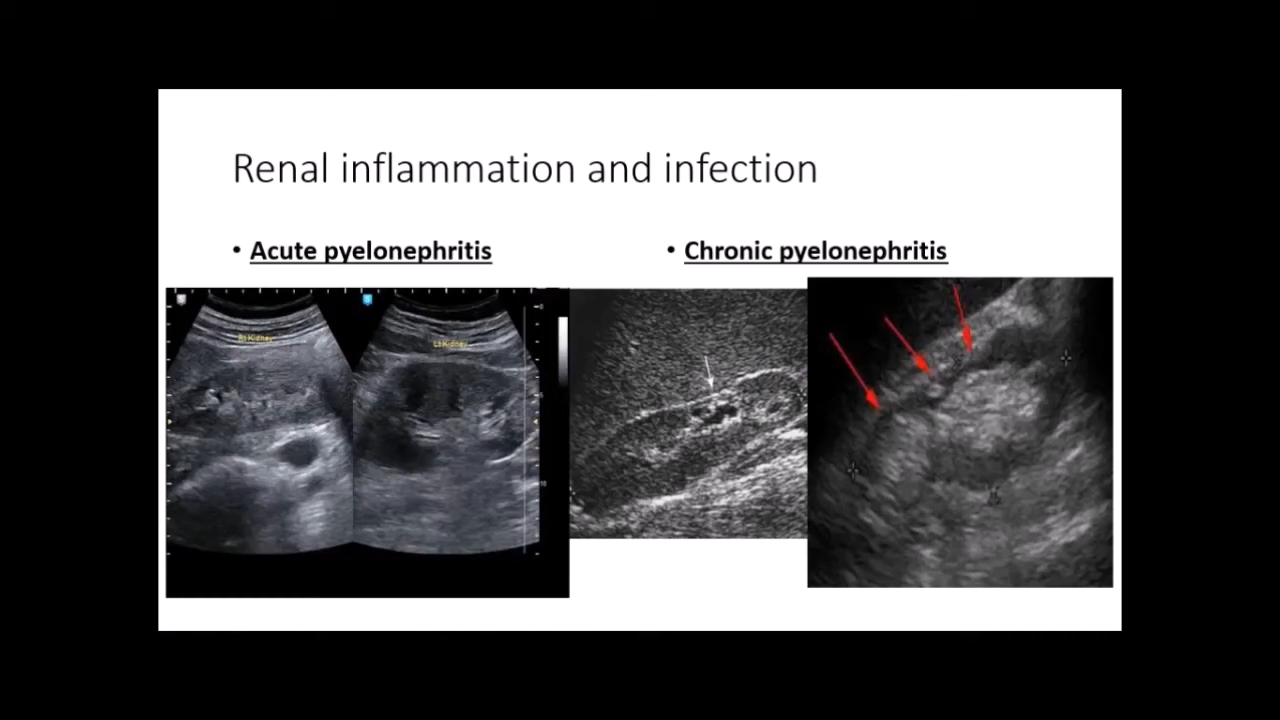 Renal inflammation and infection
• Acute pyelonephritis
• Chronic pyelonephritis
Rt Kidney
Lt Kidney